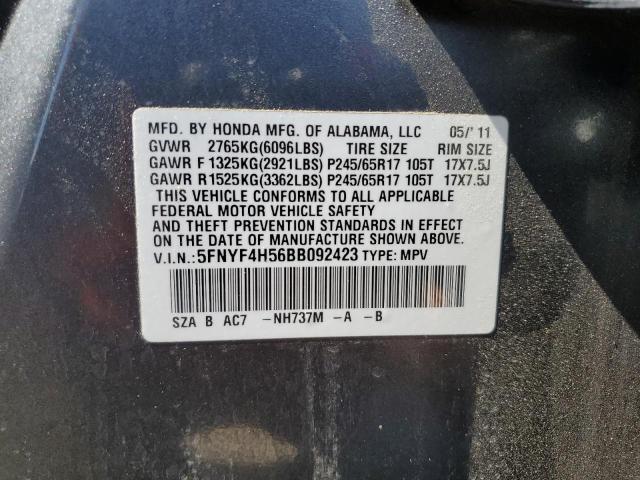 MFD. BY HONDA MFG. OF ALABAMA, LLC 05/'11
GVWR 2765KG(6096LBS) TIRE SIZE RIM SIZE
GAWR F 1325KG(2921LBS) P245/65R17 105T 17X7.5J
GAWR R 1525KG(3362LBS) P245/65R17 105T 17X7.5J
THIS VEHICLE CONFORMS TO ALL APPLICABLE
FEDERAL MOTOR VEHICLE SAFETY
AND THEFT PREVENTION STANDARDS IN EFFECT
ON THE DATE OF MANUFACTURE SHOWN ABOVE.
V.I.N.: 5FNYF4H56BB092423 TYPE: MPV
SZA B AC7 -NH737M -A -B